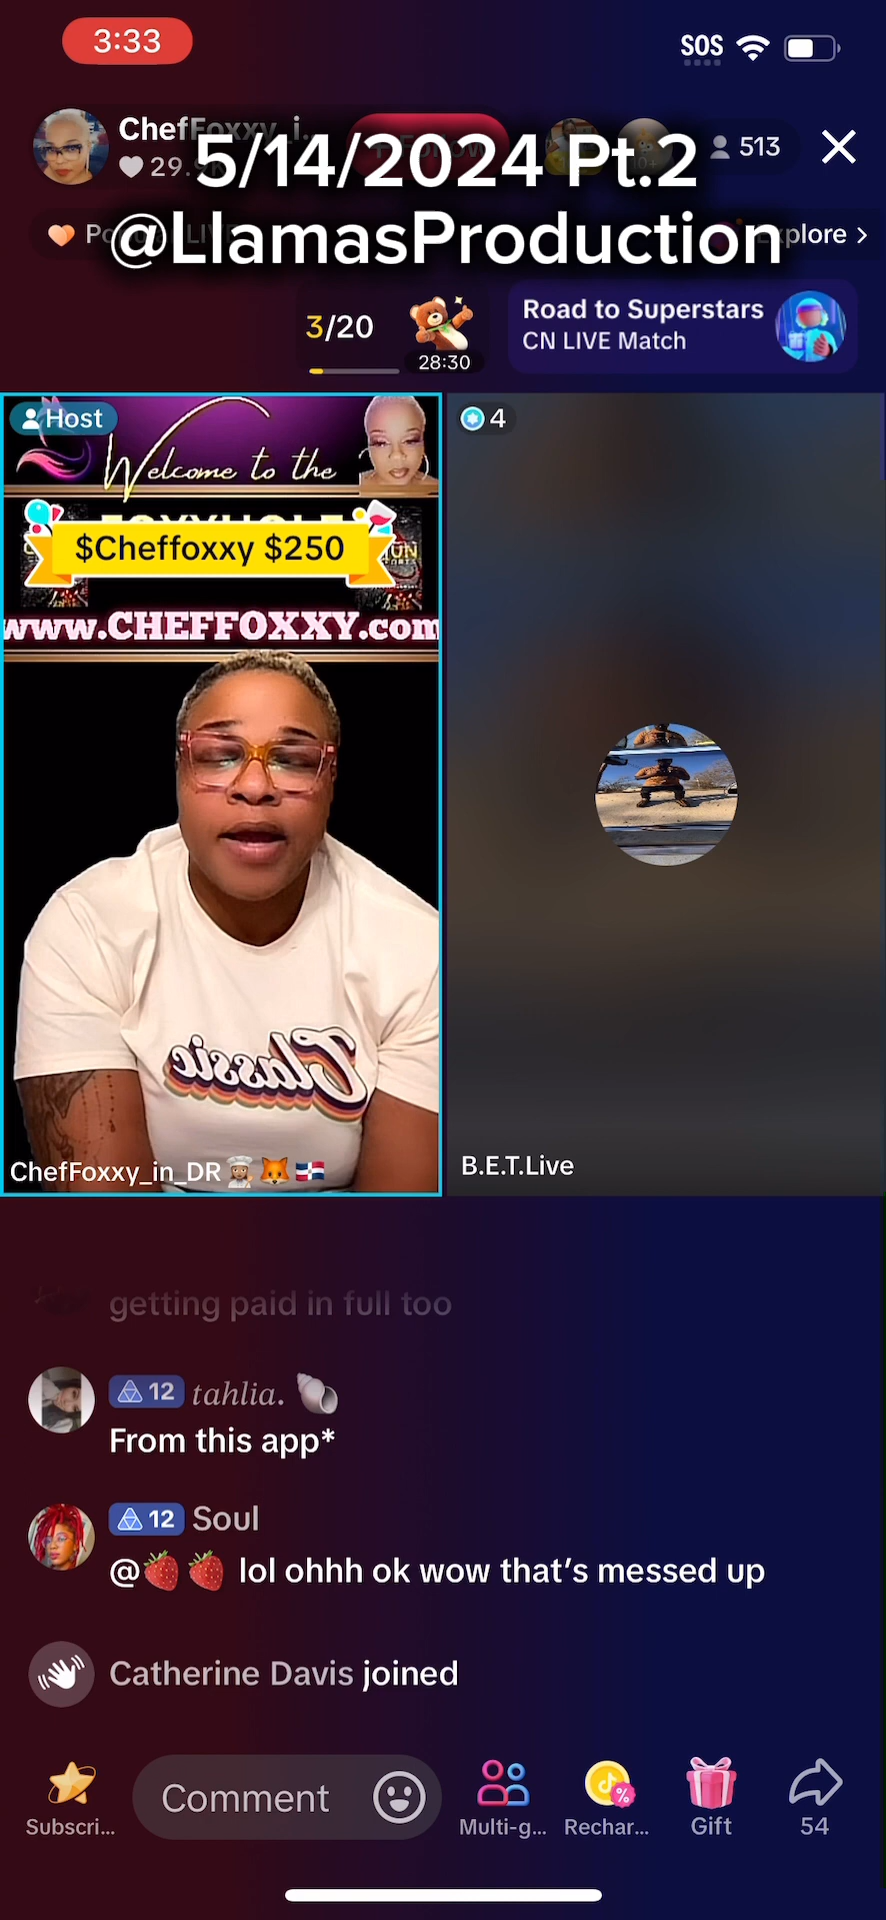 3:33
SOS
ChefFoxxy_i...
5/14/2024 Pt.2
29.
513
@LlamasProduction
Explore >
3/20
28:30
Road to Superstars
CN LIVE Match
Host
4
Welcome to the
$Cheffoxxy $250
www.CHEFFOXXY.com
Classic
ChefFoxxy_in_DR
B.E.T.Live
getting paid in full too
12 tahlia.
From this app*
12 Soul
@🍓🍓 lol ohhh ok wow that's messed up
Catherine Davis joined
Comment
Subscri...
Multi-g...
Rechar...
Gift
54